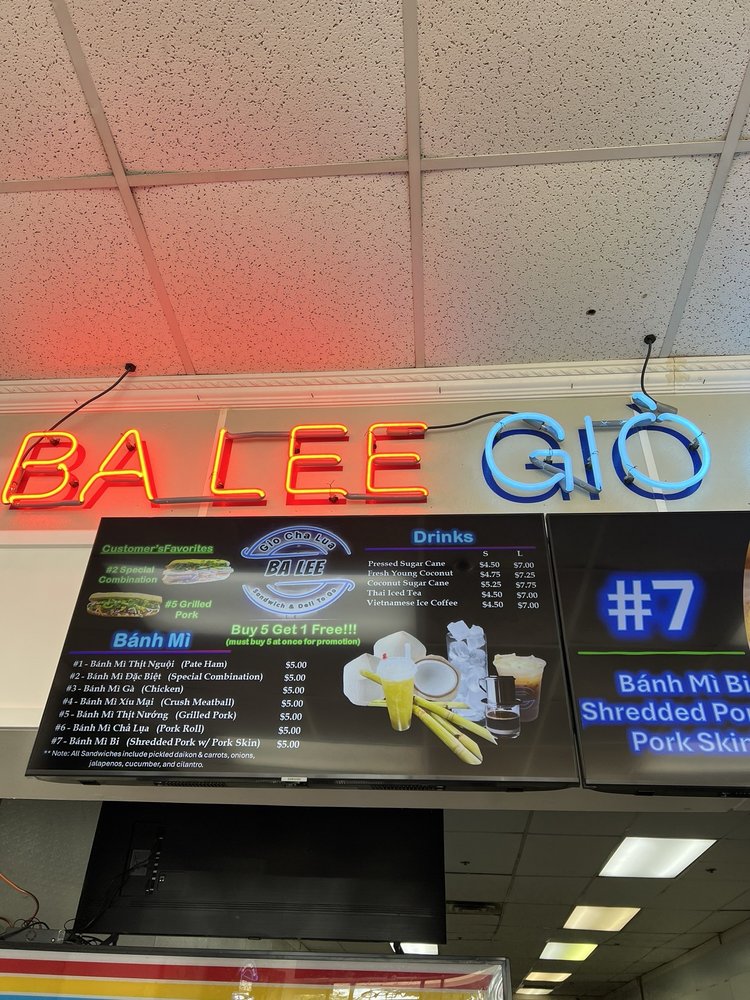 BA LEE GIÒ
Customer'sFavorites
#2 Special
Combination
#5 Grilled
Pork
Gio Cha Lua
BA LEE
Sandwich & Deli To Go
Buy 5 Get 1 Free!!!
(must buy 5 at once for promotion)
Drinks
S L
Pressed Sugar Cane $4.50 $7.00
Fresh Young Coconut $4.75 $7.25
Coconut Sugar Cane $5.25 $7.75
Thai Iced Tea $4.50 $7.00
Vietnamese Ice Coffee $4.50 $7.00
Bánh Mì
#1 - Bánh Mì Thịt Nguội (Pate Ham) $5.00
#2 - Bánh Mì Đặc Biệt (Special Combination) $5.00
#3 - Bánh Mì Gà (Chicken) $5.00
#4 - Bánh Mì Xíu Mại (Crush Meatball) $5.00
#5 - Bánh Mì Thịt Nướng (Grilled Pork) $5.00
#6 - Bánh Mì Chả Lụa (Pork Roll) $5.00
#7 - Bánh Mì Bì (Shredded Pork w/ Pork Skin) $5.00
** Note: All Sandwiches include pickled daikon & carrots, onions,
jalapenos, cucumber, and cilantro.
#7
Bánh Mì Bì
Shredded Po
Pork Skin